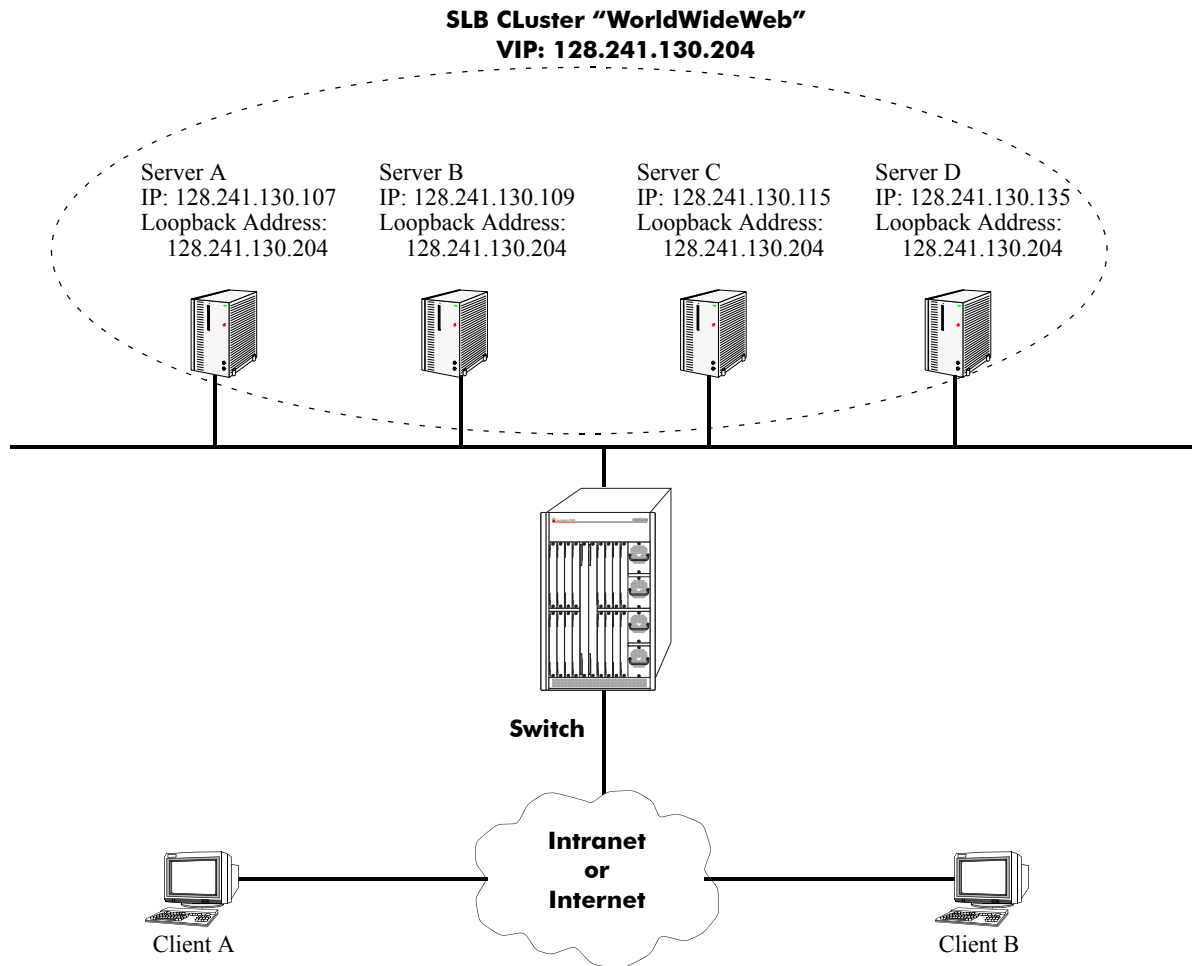 SLB CLuster “WorldWideWeb”
VIP: 128.241.130.204
Server A
IP: 128.241.130.107
Loopback Address:
128.241.130.204
Server B
IP: 128.241.130.109
Loopback Address:
128.241.130.204
Server C
IP: 128.241.130.115
Loopback Address:
128.241.130.204
Server D
IP: 128.241.130.135
Loopback Address:
128.241.130.204
Switch
Intranet
or
Internet
Client A
Client B